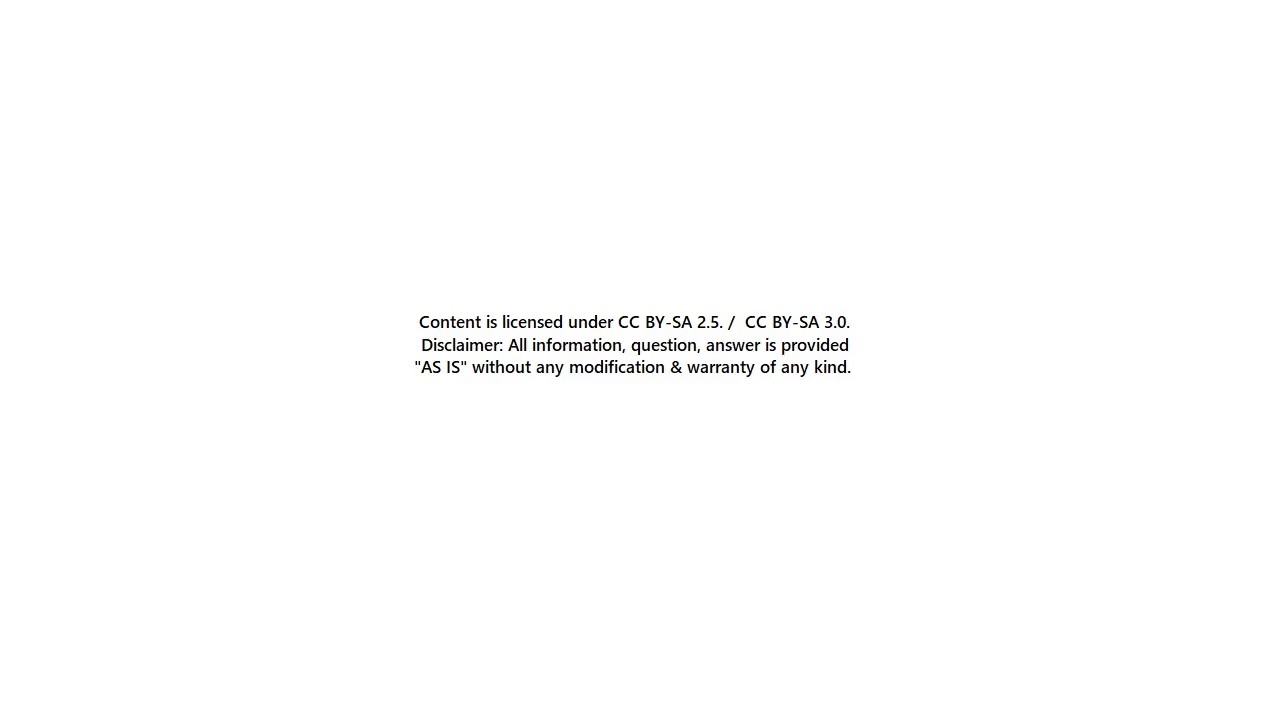 Content is licensed under CC BY-SA 2.5. /  CC BY-SA 3.0.
Disclaimer: All information, question, answer is provided
"AS IS" without any modification & warranty of any kind.